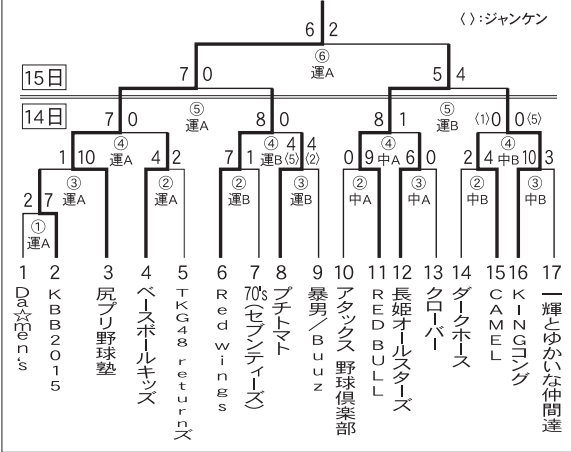 〈 〉:ジャンケン
6 2
⑥
運A
15日
7 0
5 4
14日
⑤
運A
⑤
運B
7 0
8 0
8 1
〈1〉0 0〈5〉
④
運A
④
運B
④
中A
④
中B
1 10
4 2
7 1
4〈5〉 4〈2〉
0 9
6 0
2 4
10 3
③
運A
②
運A
②
運B
③
運B
②
中A
③
中A
②
中B
③
中B
2 7
①
運A
1 2 3 4 5 6 7 8 9 10 11 12 13 14 15 16 17
Da☆men's
KBB2015
尻プリ野球塾
ベースボールキッズ
TKG48 returnズ
Red wings
70's(セブンティーズ)
プチトマト
暴男/Buuz
アタックス 野球倶楽部
RED BULL
長姫オールスターズ
クローバー
ダークホース
CAMEL
KINGコング
一輝とゆかいな仲間達